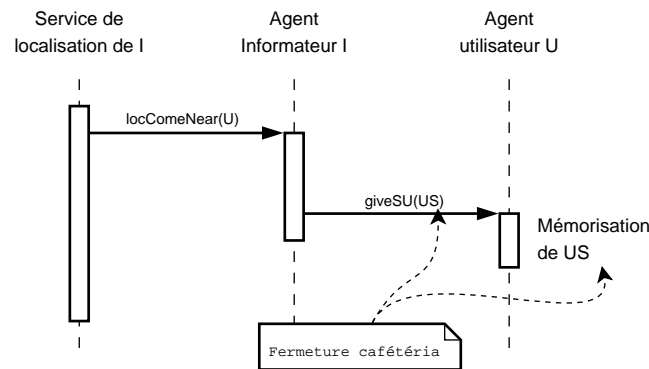 Service de
localisation de I
Agent
Informateur I
Agent
utilisateur U
locComeNear(U)
giveSU(US)
Mémorisation
de US
Fermeture cafétéria